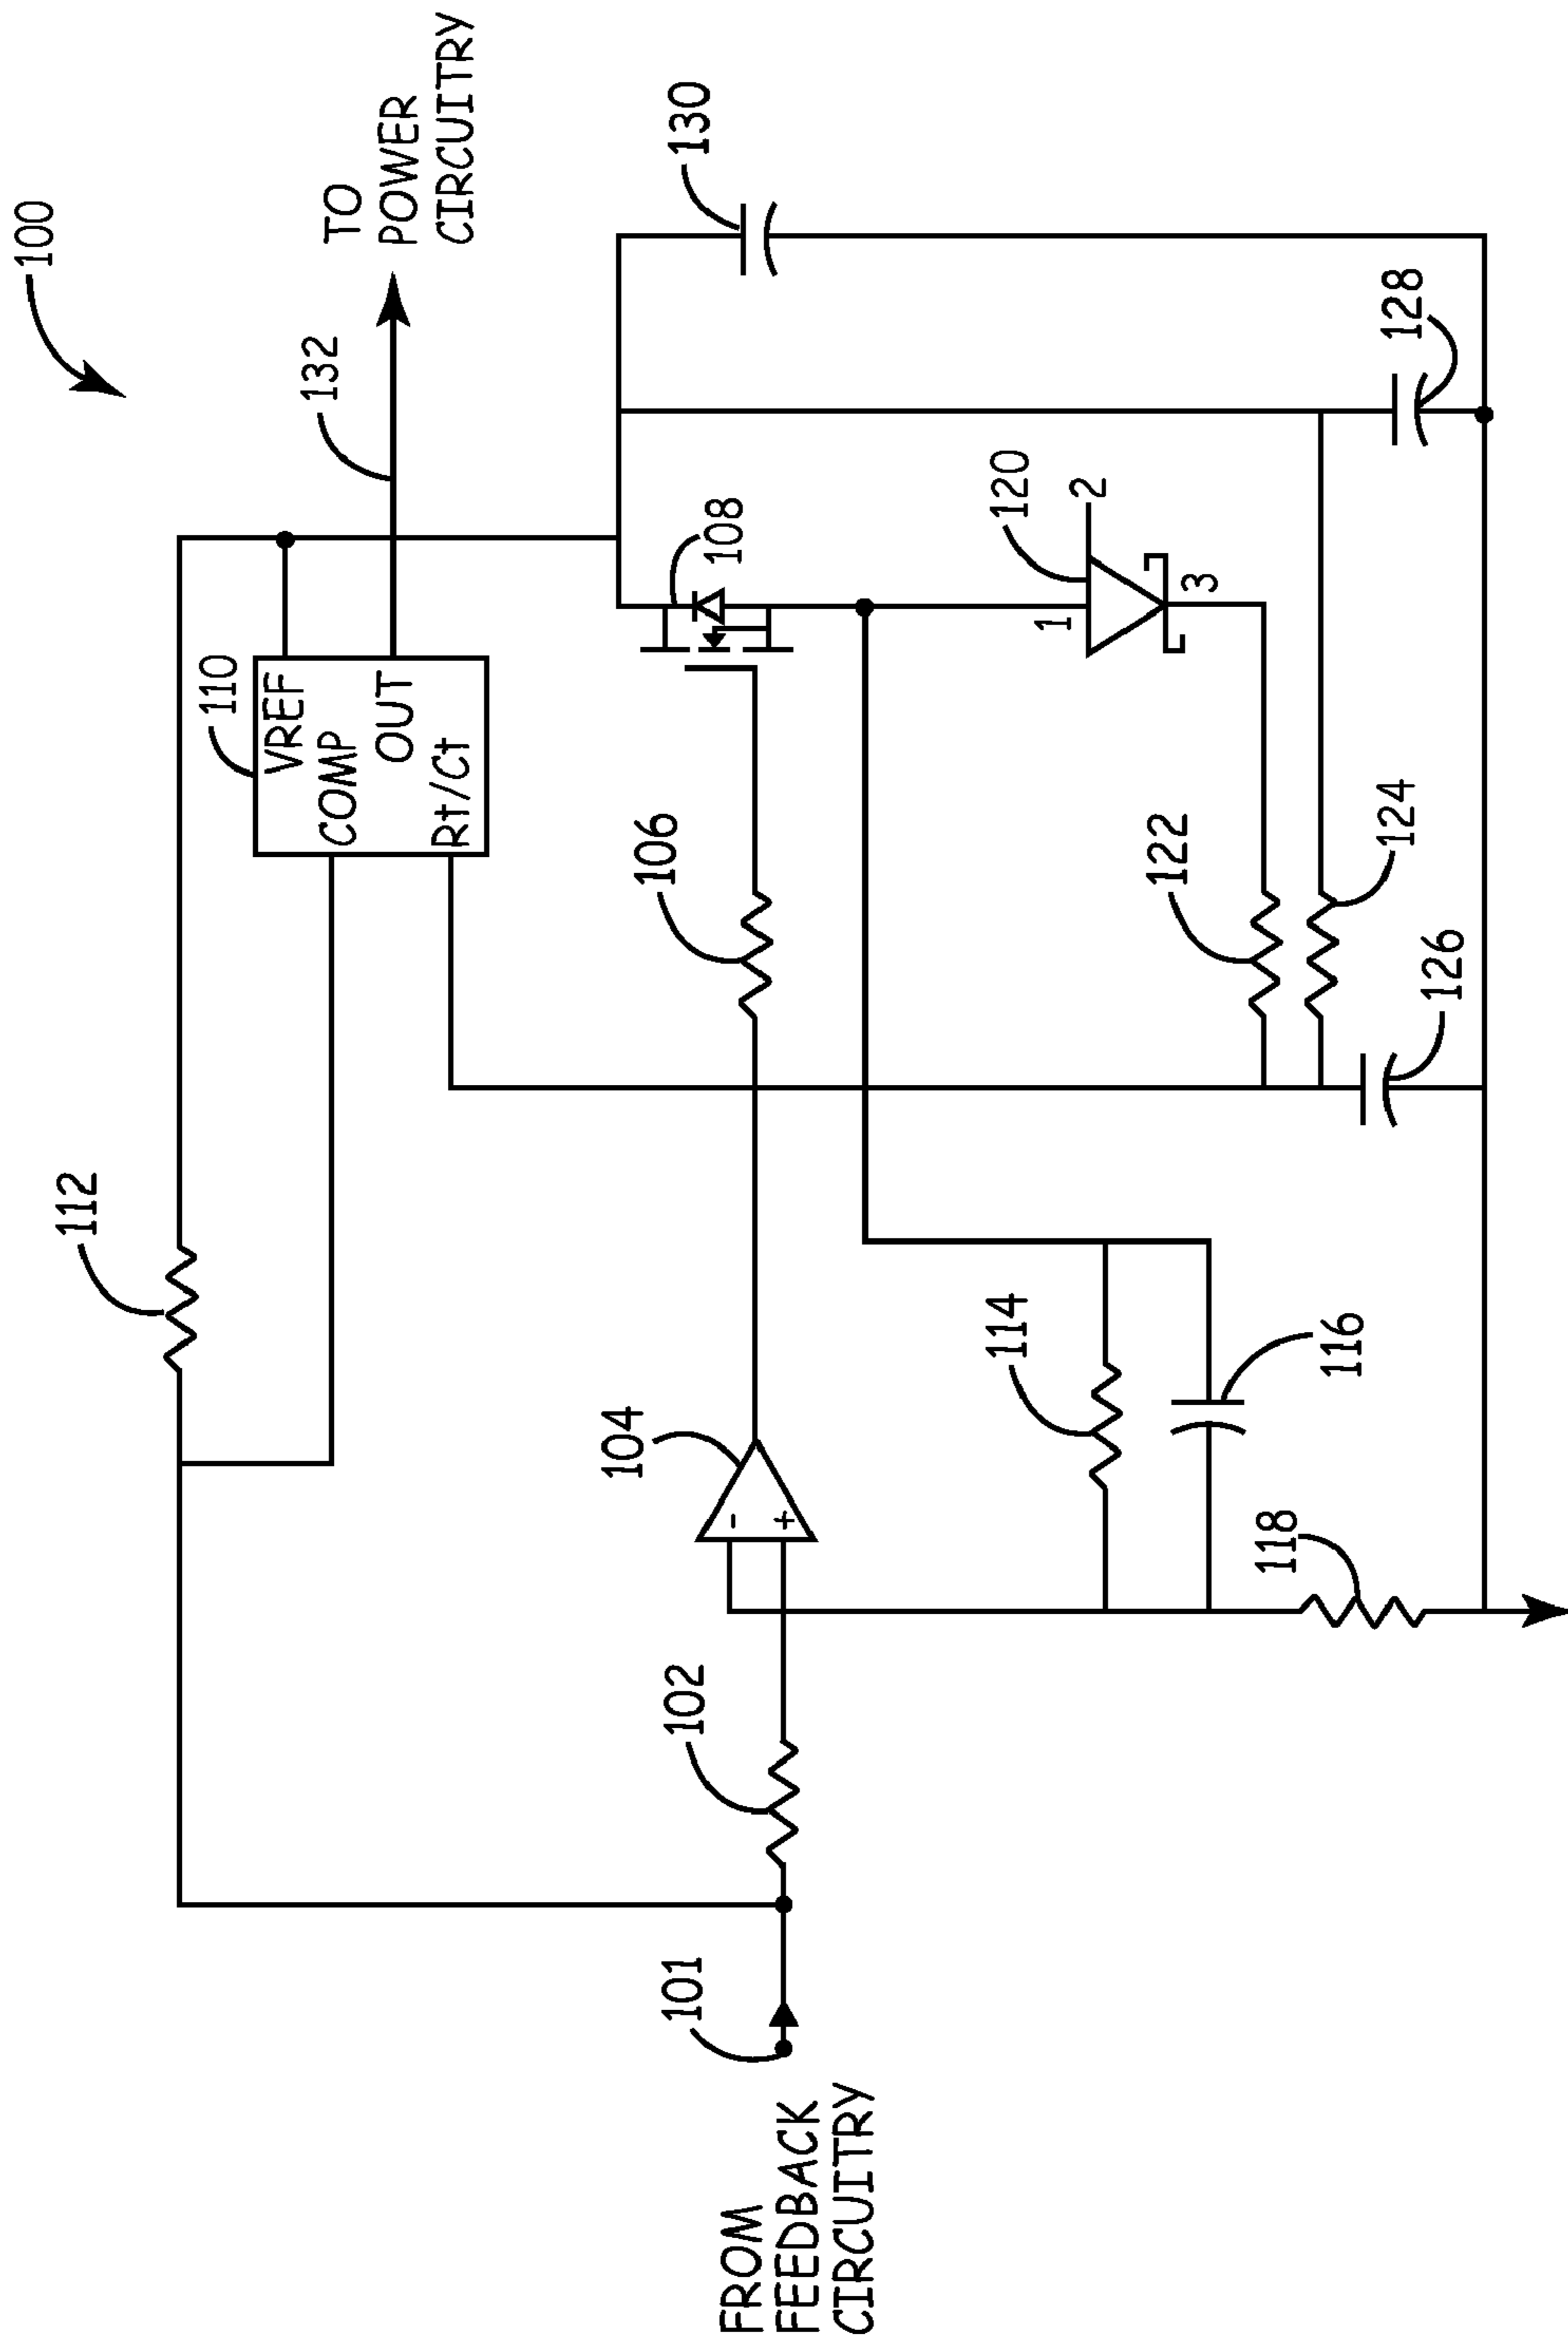 100
112
110
132
TO
POWER
CIRCUITRY
VREF
COMP
OUT
Rt/Ct
130
104
-
+
106
108
102
101
FROM
FEEDBACK
CIRCUITRY
114
116
118
120
1
2
3
122
124
126
128